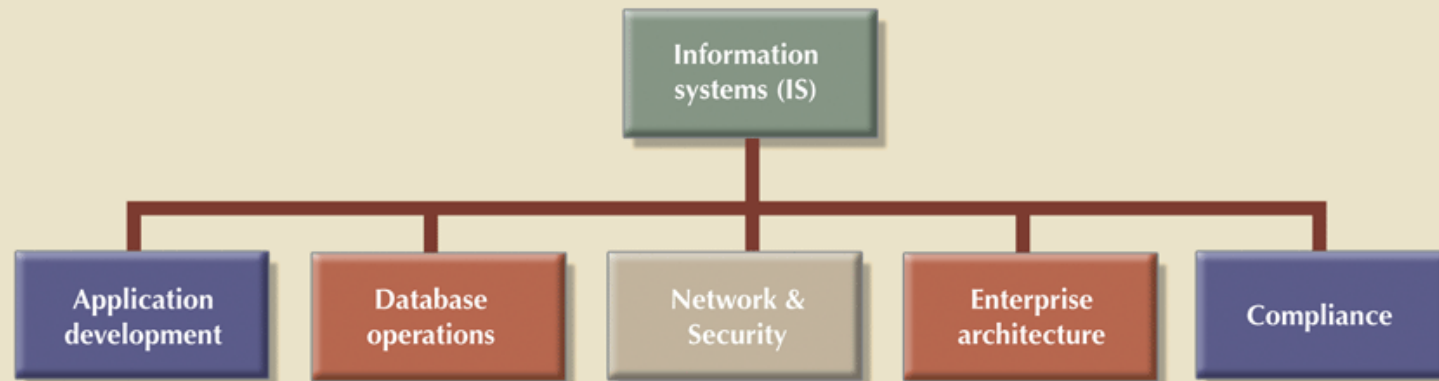 Information
systems (IS)
Application
development
Database
operations
Network &
Security
Enterprise
architecture
Compliance